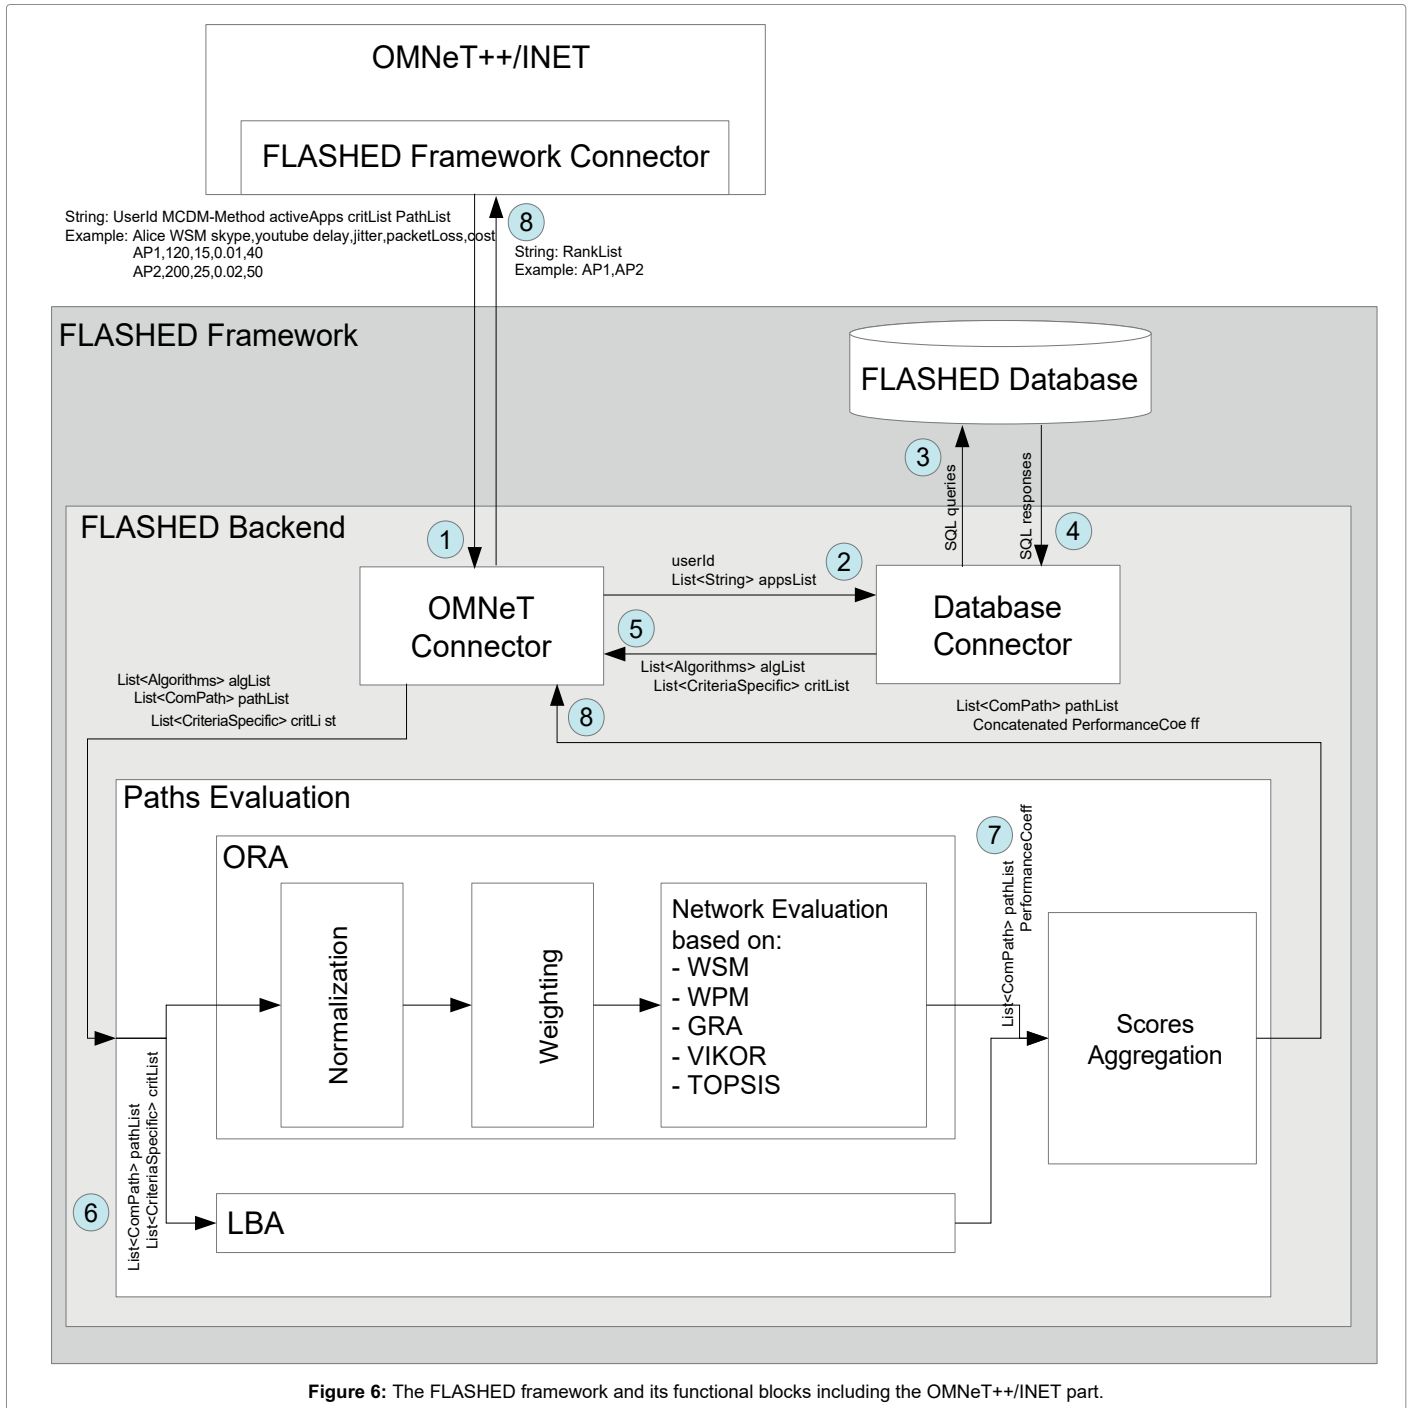 OMNeT++/INET
FLASHED Framework Connector
String: UserId MCDM-Method activeApps critList PathList
Example: Alice WSM skype,youtube delay,jitter,packetLoss,cost
AP1,120,15,0.01,40
AP2,200,25,0.02,50
8
String: RankList
Example: AP1,AP2
FLASHED Framework
FLASHED Database
3
SQL queries
SQL responses
4
FLASHED Backend
1
OMNeT
Connector
userId
List<String> appsList
2
Database
Connector
5
List<Algorithms> algList
List<CriteriaSpecific> critList
List<Algorithms> algList
List<ComPath> pathList
List<CriteriaSpecific> critLi st
8
List<ComPath> pathList
Concatenated PerformanceCoe ff
Paths Evaluation
ORA
Normalization
Weighting
Network Evaluation
based on:
- WSM
- WPM
- GRA
- VIKOR
- TOPSIS
7
List<ComPath> pathList
PerformanceCoeff
Scores
Aggregation
6
List<ComPath> pathList
List<CriteriaSpecific> critList
LBA
Figure 6: The FLASHED framework and its functional blocks including the OMNeT++/INET part.